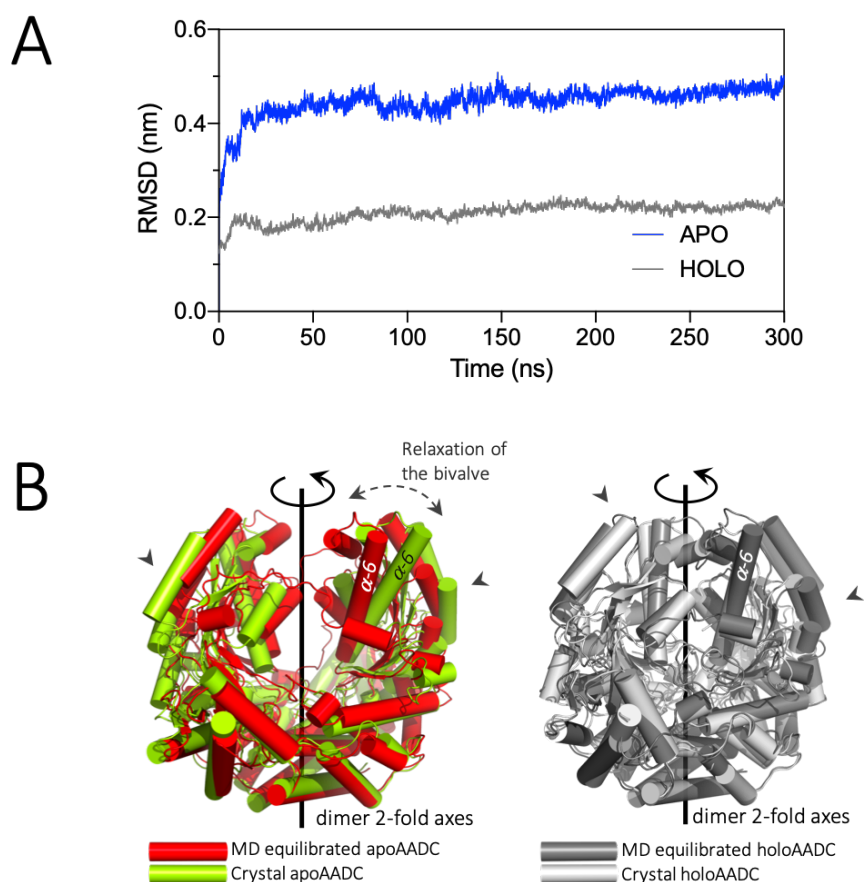 A
0.6
0.4
0.2
0.0
RMSD (nm)
APO
HOLO
0 50 100 150 200 250 300
Time (ns)
B
Relaxation of
the bivalve
α-6
α-6
dimer 2-fold axes
MD equilibrated apoAADC
Crystal apoAADC
α-6
dimer 2-fold axes
MD equilibrated holoAADC
Crystal holoAADC